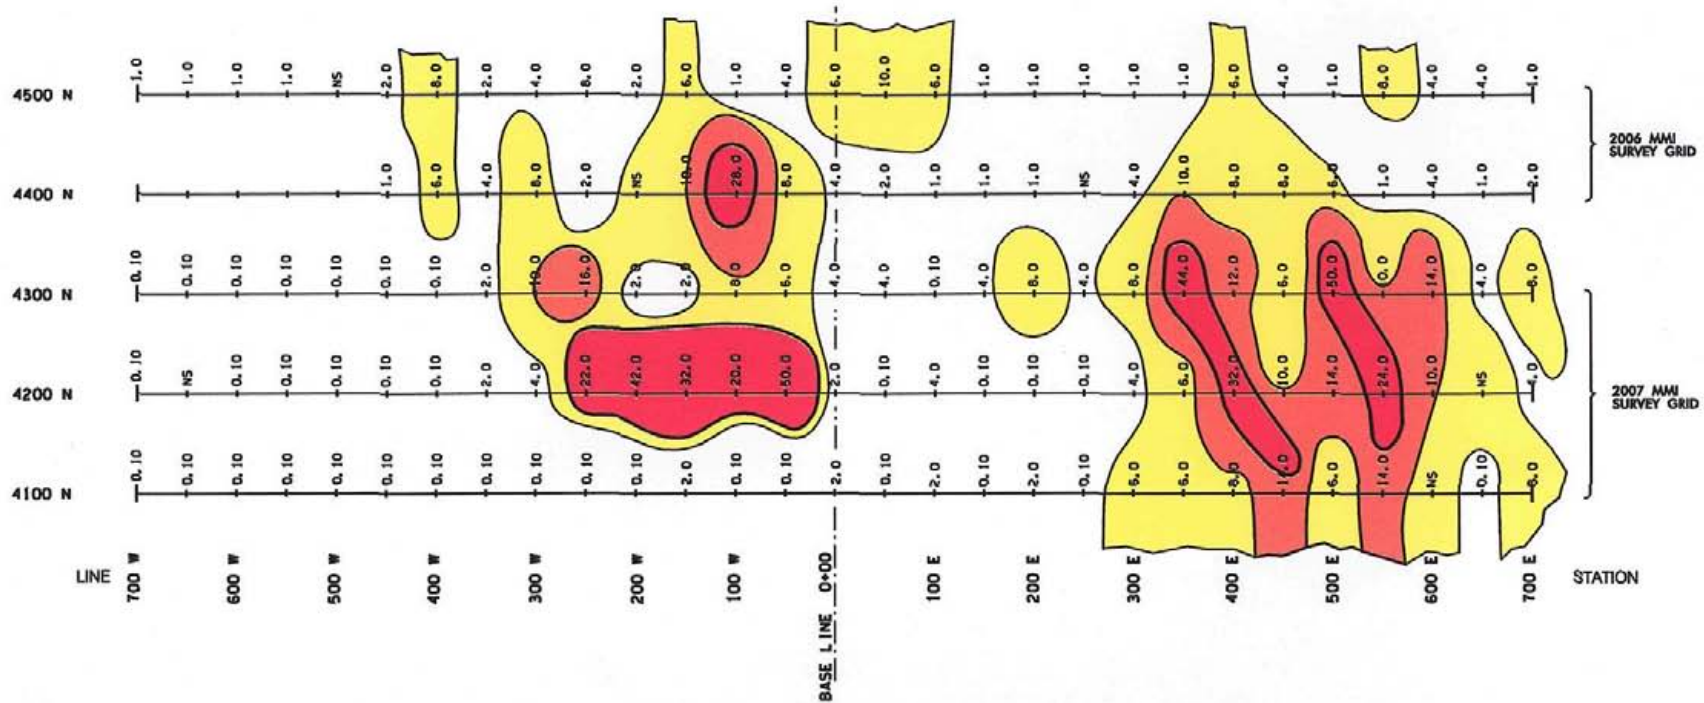 4500 N 1.0 1.0 1.0 1.0 NS 2.0 8.0 2.0 4.0 8.0 2.0 6.0 1.0 4.0 6.0 10.0 6.0 1.0 1.0 1.0 1.0 1.0 6.0 4.0 1.0 8.0 4.0 4.0 1.0
2006 MMI
SURVEY GRID
4400 N 1.0 6.0 4.0 8.0 2.0 NS 10.0 28.0 8.0 4.0 2.0 1.0 1.0 1.0 NS 4.0 10.0 8.0 8.0 6.0 1.0 4.0 1.0 2.0
4300 N 0.10 0.10 0.10 0.10 0.10 0.10 0.10 2.0 10.0 16.0 2.0 2.0 8.0 6.0 4.0 4.0 0.10 4.0 8.0 4.0 8.0 44.0 12.0 6.0 50.0 14.0 4.0 8.0
4200 N 0.10 NS 0.10 0.10 0.10 0.10 0.10 2.0 4.0 22.0 42.0 32.0 20.0 50.0 2.0 0.10 4.0 0.10 0.10 0.10 4.0 6.0 32.0 10.0 14.0 24.0 10.0 NS 4.0
2007 MMI
SURVEY GRID
4100 N 0.10 0.10 0.10 0.10 0.10 0.10 0.10 0.10 0.10 0.10 0.10 2.0 0.10 0.10 2.0 0.10 2.0 0.10 2.0 0.10 6.0 6.0 8.0 6.0 14.0 NS 0.10 6.0
LINE 700 W 600 W 500 W 400 W 300 W 200 W 100 W BASE LINE 0+00 100 E 200 E 300 E 400 E 500 E 600 E 700 E STATION